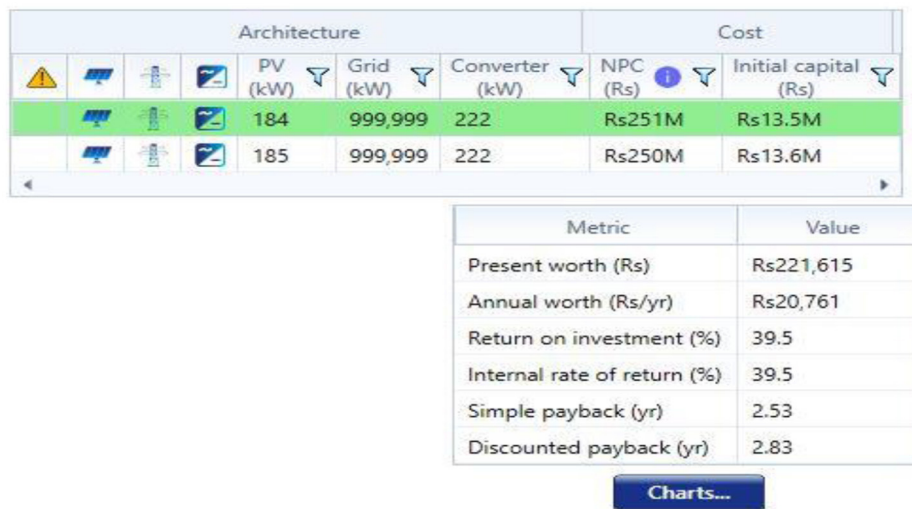 Architecture Cost
PV (kW) Grid (kW) Converter (kW) NPC (Rs) Initial capital (Rs)
184 999,999 222 Rs251M Rs13.5M
185 999,999 222 Rs250M Rs13.6M
Metric Value
Present worth (Rs) Rs221,615
Annual worth (Rs/yr) Rs20,761
Return on investment (%) 39.5
Internal rate of return (%) 39.5
Simple payback (yr) 2.53
Discounted payback (yr) 2.83
Charts...